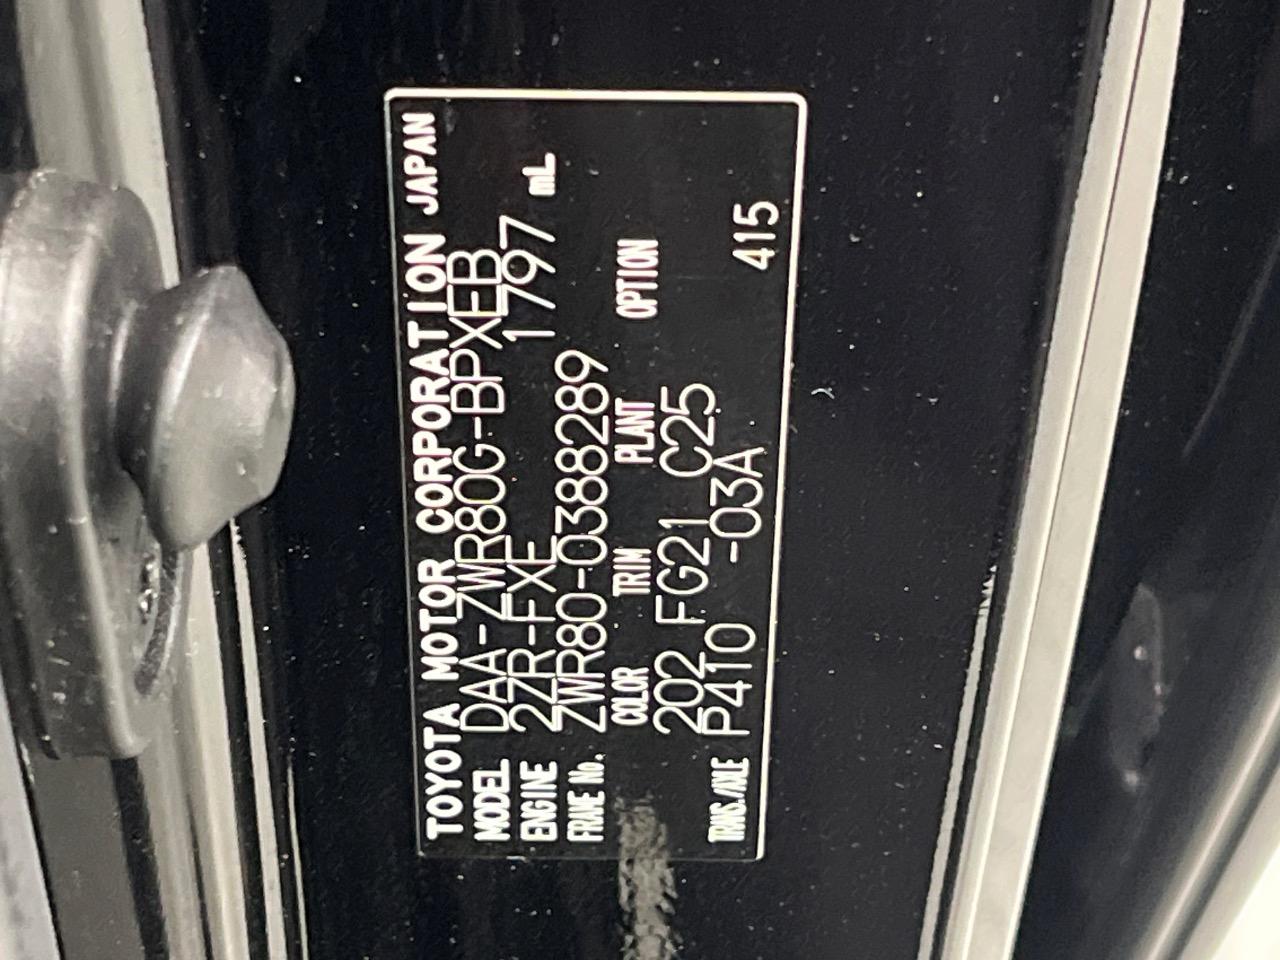 TOYOTA MOTOR CORPORATION JAPAN
MODEL DAA-ZWR80G-BPXEB
ENGINE 2ZR-FXE 1797 mL
FRAME No. ZWR80-0388289
COLOR TRIM PLANT OPTION
202 FG21 C25
TRANS./AXLE P410 -03A 415